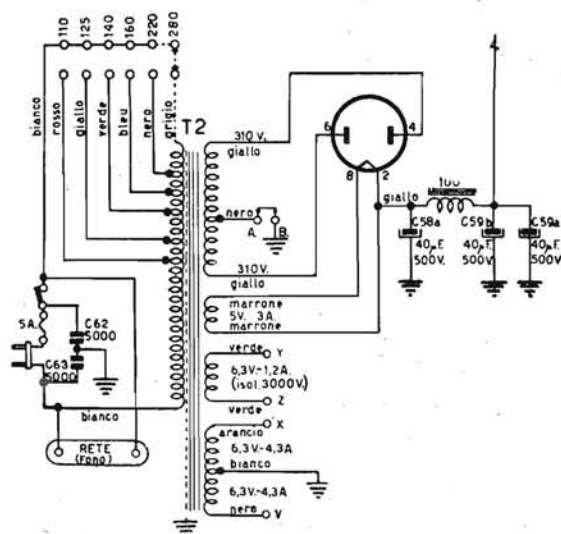 110 125 140 160 220 280
bianco
rosso
giallo
verde
bleu
nero
grigio
T2
310 V.
giallo
6
4
8
2
nero
A.
B.
giallo
100
C58a
40µF.
500V.
C59b
40µF.
500V
C59a
40µF.
500V.
310V.
giallo
marrone
5V. 3A.
marrone
5A.
C62
5000
C63
5000
verde
Y
6,3V.-1,2A.
(isol.3000V.)
verde
Z
bianco
RETE
(Fono)
arancio
X
6,3V.-4,3A
bianco
6,3V.-4,3A
nero
V